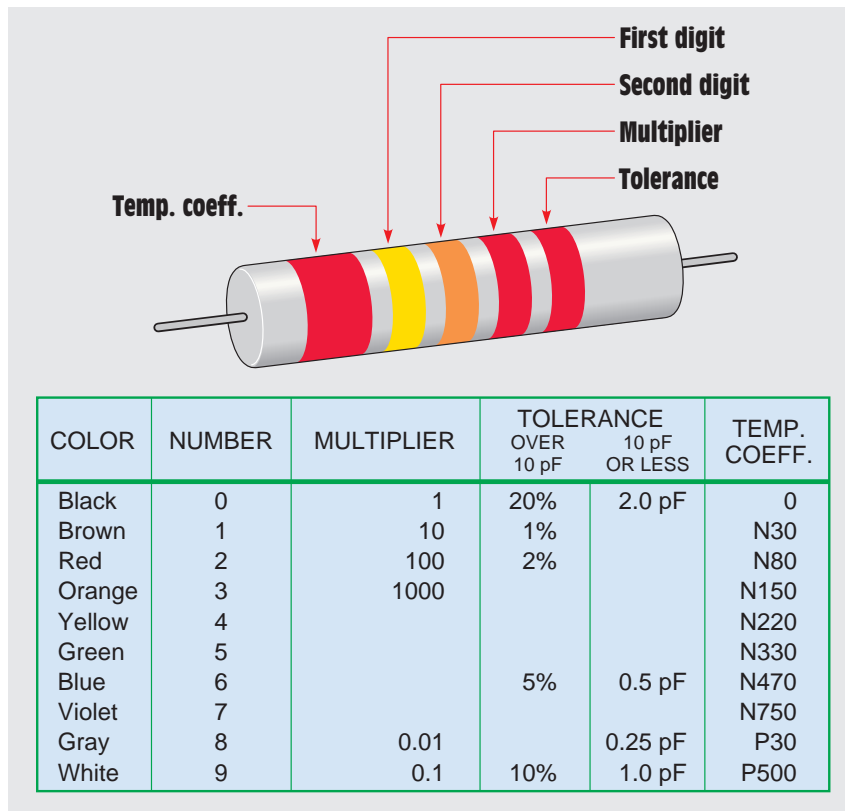 First digit
Second digit
Multiplier
Tolerance
Temp. coeff.
COLOR NUMBER MULTIPLIER TOLERANCE TEMP. COEFF.
OVER 10 pF 10 pF OR LESS
Black 0 1 20% 2.0 pF 0
Brown 1 10 1% N30
Red 2 100 2% N80
Orange 3 1000 N150
Yellow 4 N220
Green 5 N330
Blue 6 5% 0.5 pF N470
Violet 7 N750
Gray 8 0.01 0.25 pF P30
White 9 0.1 10% 1.0 pF P500